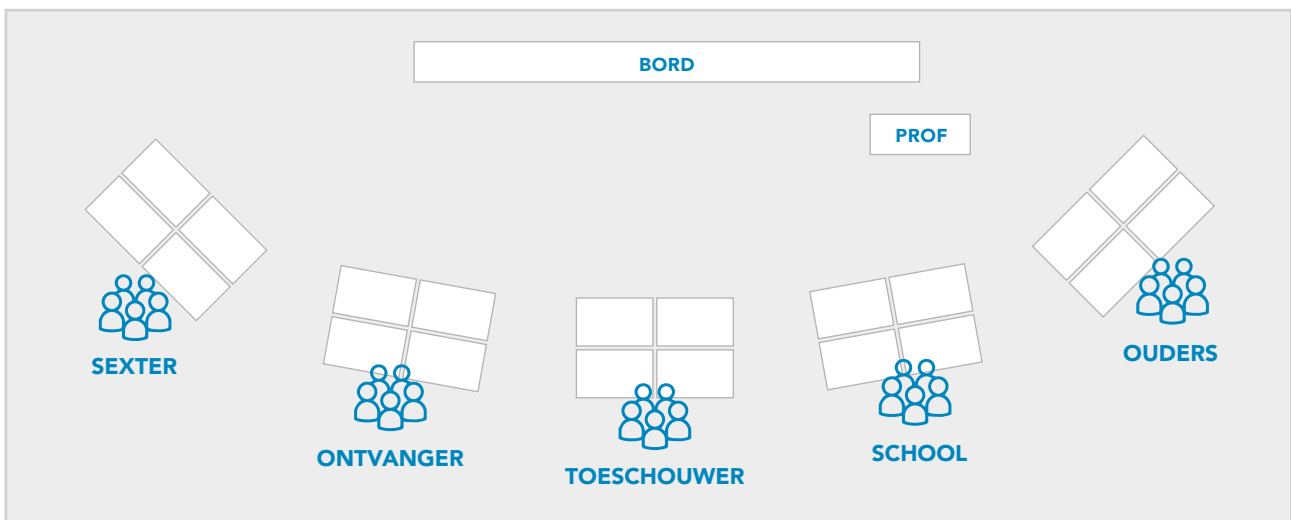 BORD
PROF
SEXTER
ONTVANGER
TOESCHOUWER
SCHOOL
OUDERS